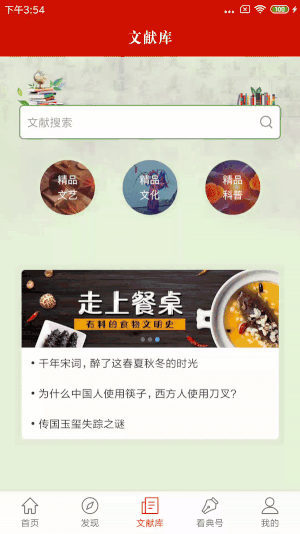 下午3:54
100
文献库
文献搜索
精品
文艺
精品
文化
精品
科普
走上餐桌
有料的食物文明史
• 千年宋词，醉了这春夏秋冬的时光
• 为什么中国人使用筷子，西方人使用刀叉？
• 传国玉玺失踪之谜
首页
发现
文献库
看典号
我的